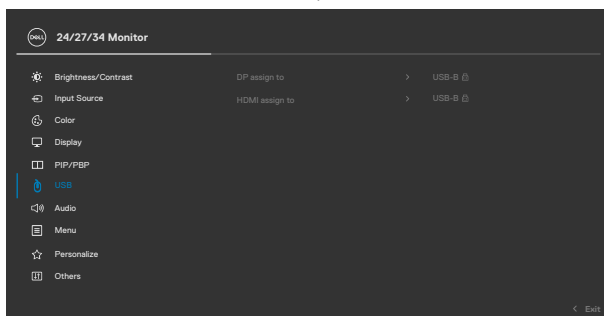 DELL 24/27/34 Monitor
Brightness/Contrast DP assign to > USB-B
Input Source HDMI assign to > USB-B
Color
Display
PIP/PBP
USB
Audio
Menu
Personalize
Others
< Exit